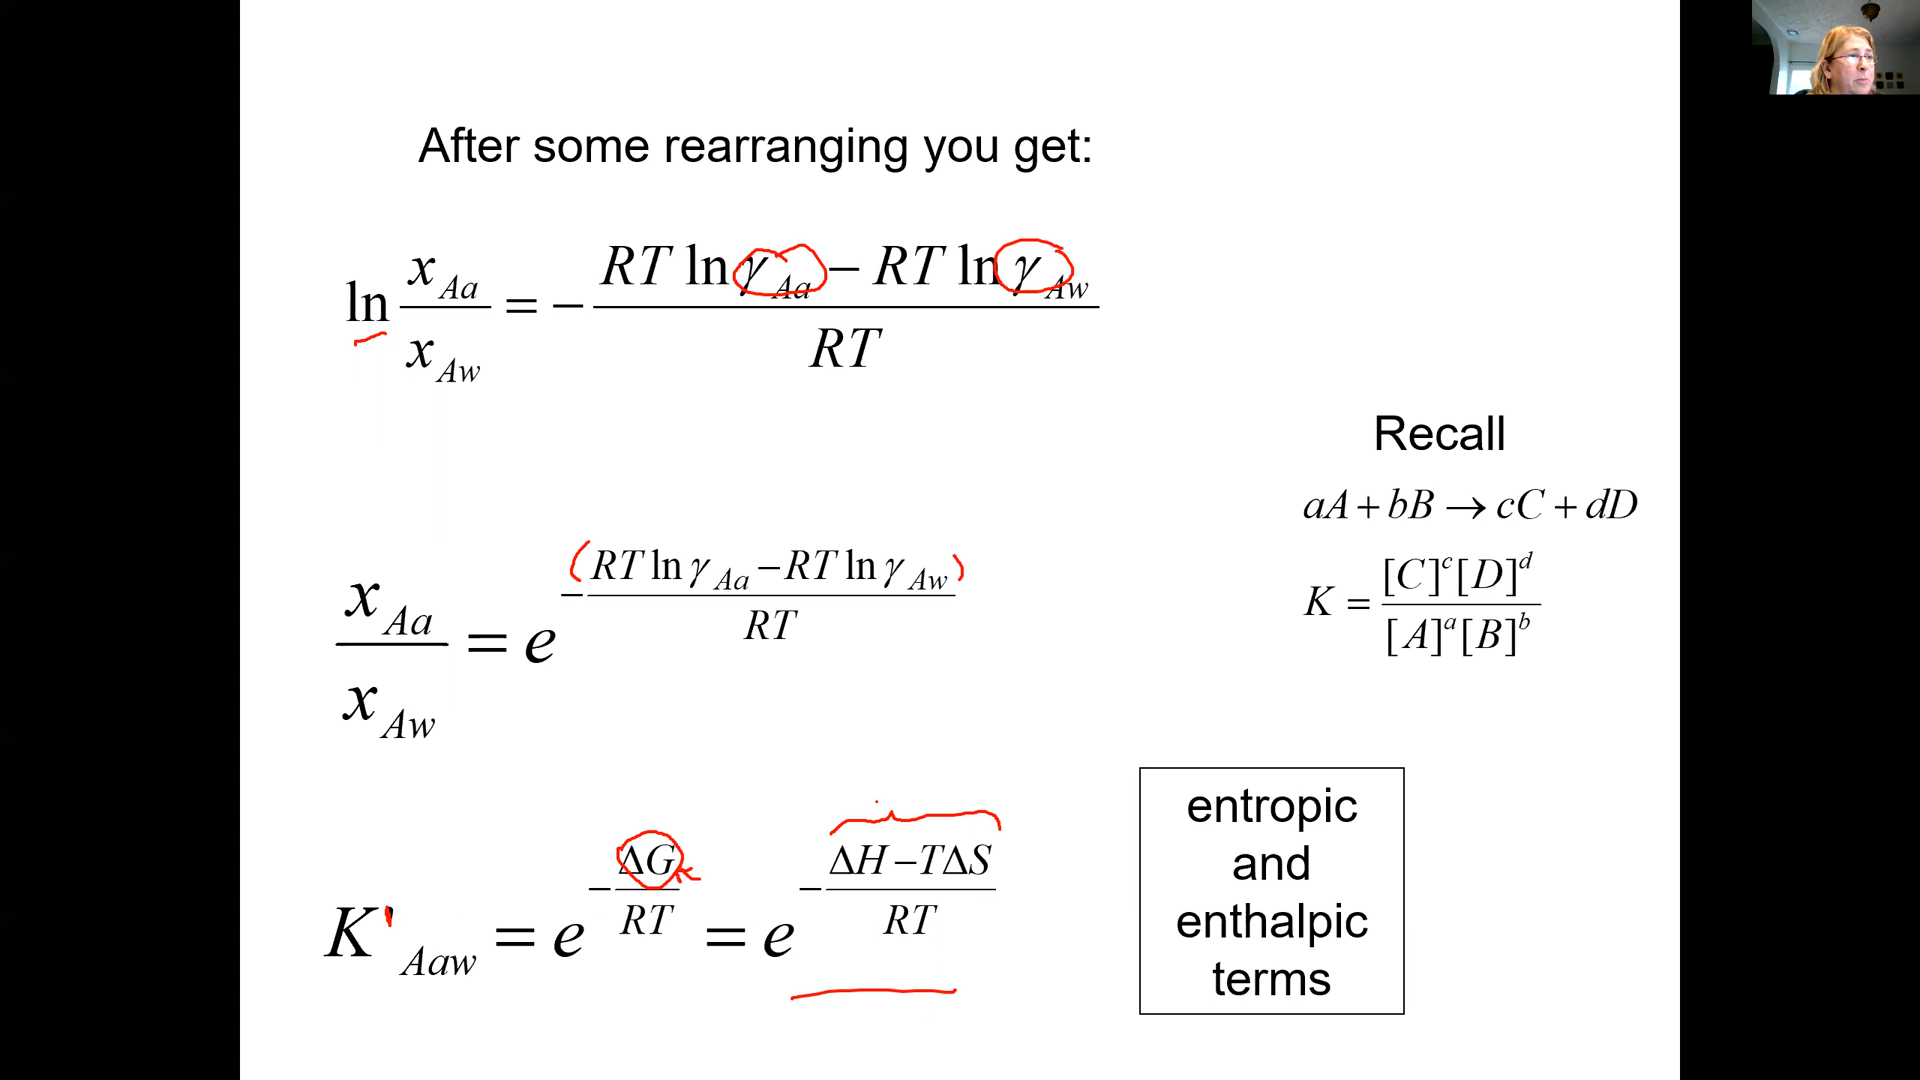 After some rearranging you get:
ln x_Aa / x_Aw = − (RT ln γ_Aa − RT ln γ_Aw) / RT
Recall
aA + bB → cC + dD
K = [C]^c [D]^d / [A]^a [B]^b
x_Aa / x_Aw = e^(−(RT ln γ_Aa − RT ln γ_Aw) / RT)
K'_Aaw = e^(−ΔG / RT) = e^(−(ΔH − TΔS) / RT)
entropic
and
enthalpic
terms